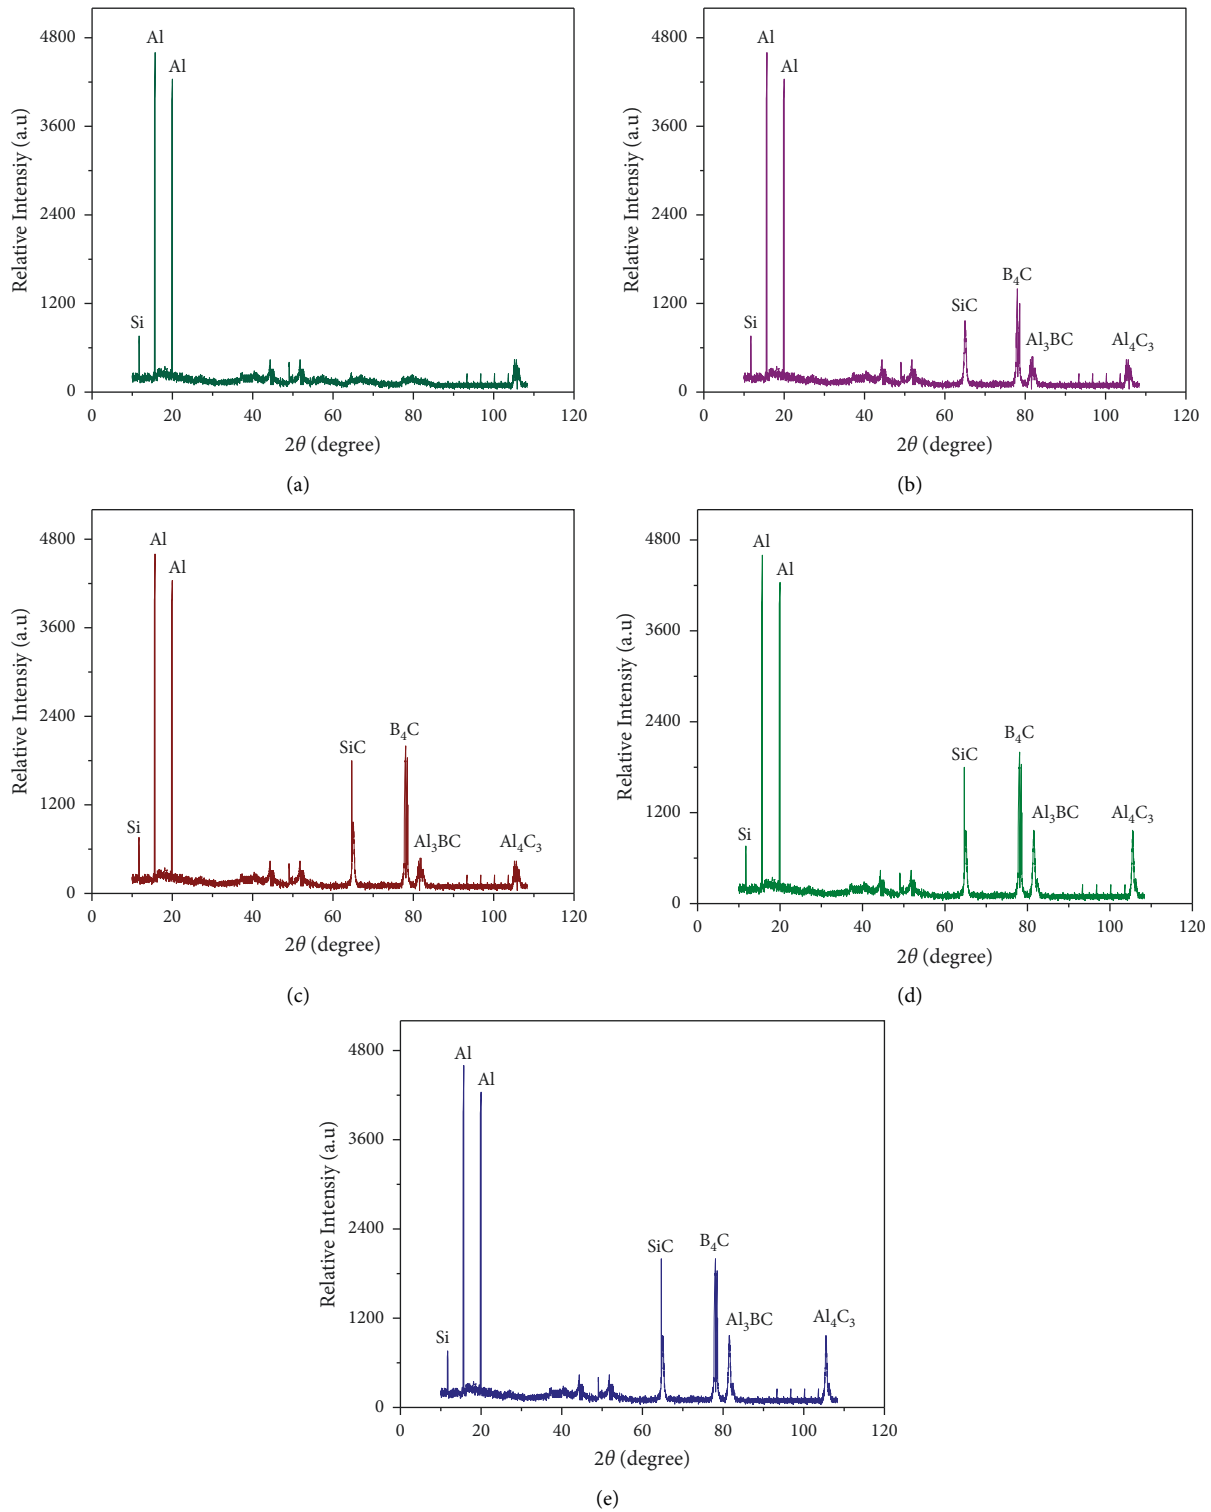 Relative Intensiy (a.u)
4800
3600
2400
1200
0
Al
Al
Si
0 20 40 60 80 100 120
2θ (degree)
(a)
Relative Intensiy (a.u)
4800
3600
2400
1200
0
Al
Al
Si
SiC
B₄C
Al₃BC
Al₄C₃
0 20 40 60 80 100 120
2θ (degree)
(b)
Relative Intensiy (a.u)
4800
3600
2400
1200
0
Al
Al
Si
SiC
B₄C
Al₃BC
Al₄C₃
0 20 40 60 80 100 120
2θ (degree)
(c)
Relative Intensiy (a.u)
4800
3600
2400
1200
0
Al
Al
Si
SiC
B₄C
Al₃BC
Al₄C₃
0 20 40 60 80 100 120
2θ (degree)
(d)
Relative Intensiy (a.u)
4800
3600
2400
1200
0
Al
Al
Si
SiC
B₄C
Al₃BC
Al₄C₃
0 20 40 60 80 100 120
2θ (degree)
(e)